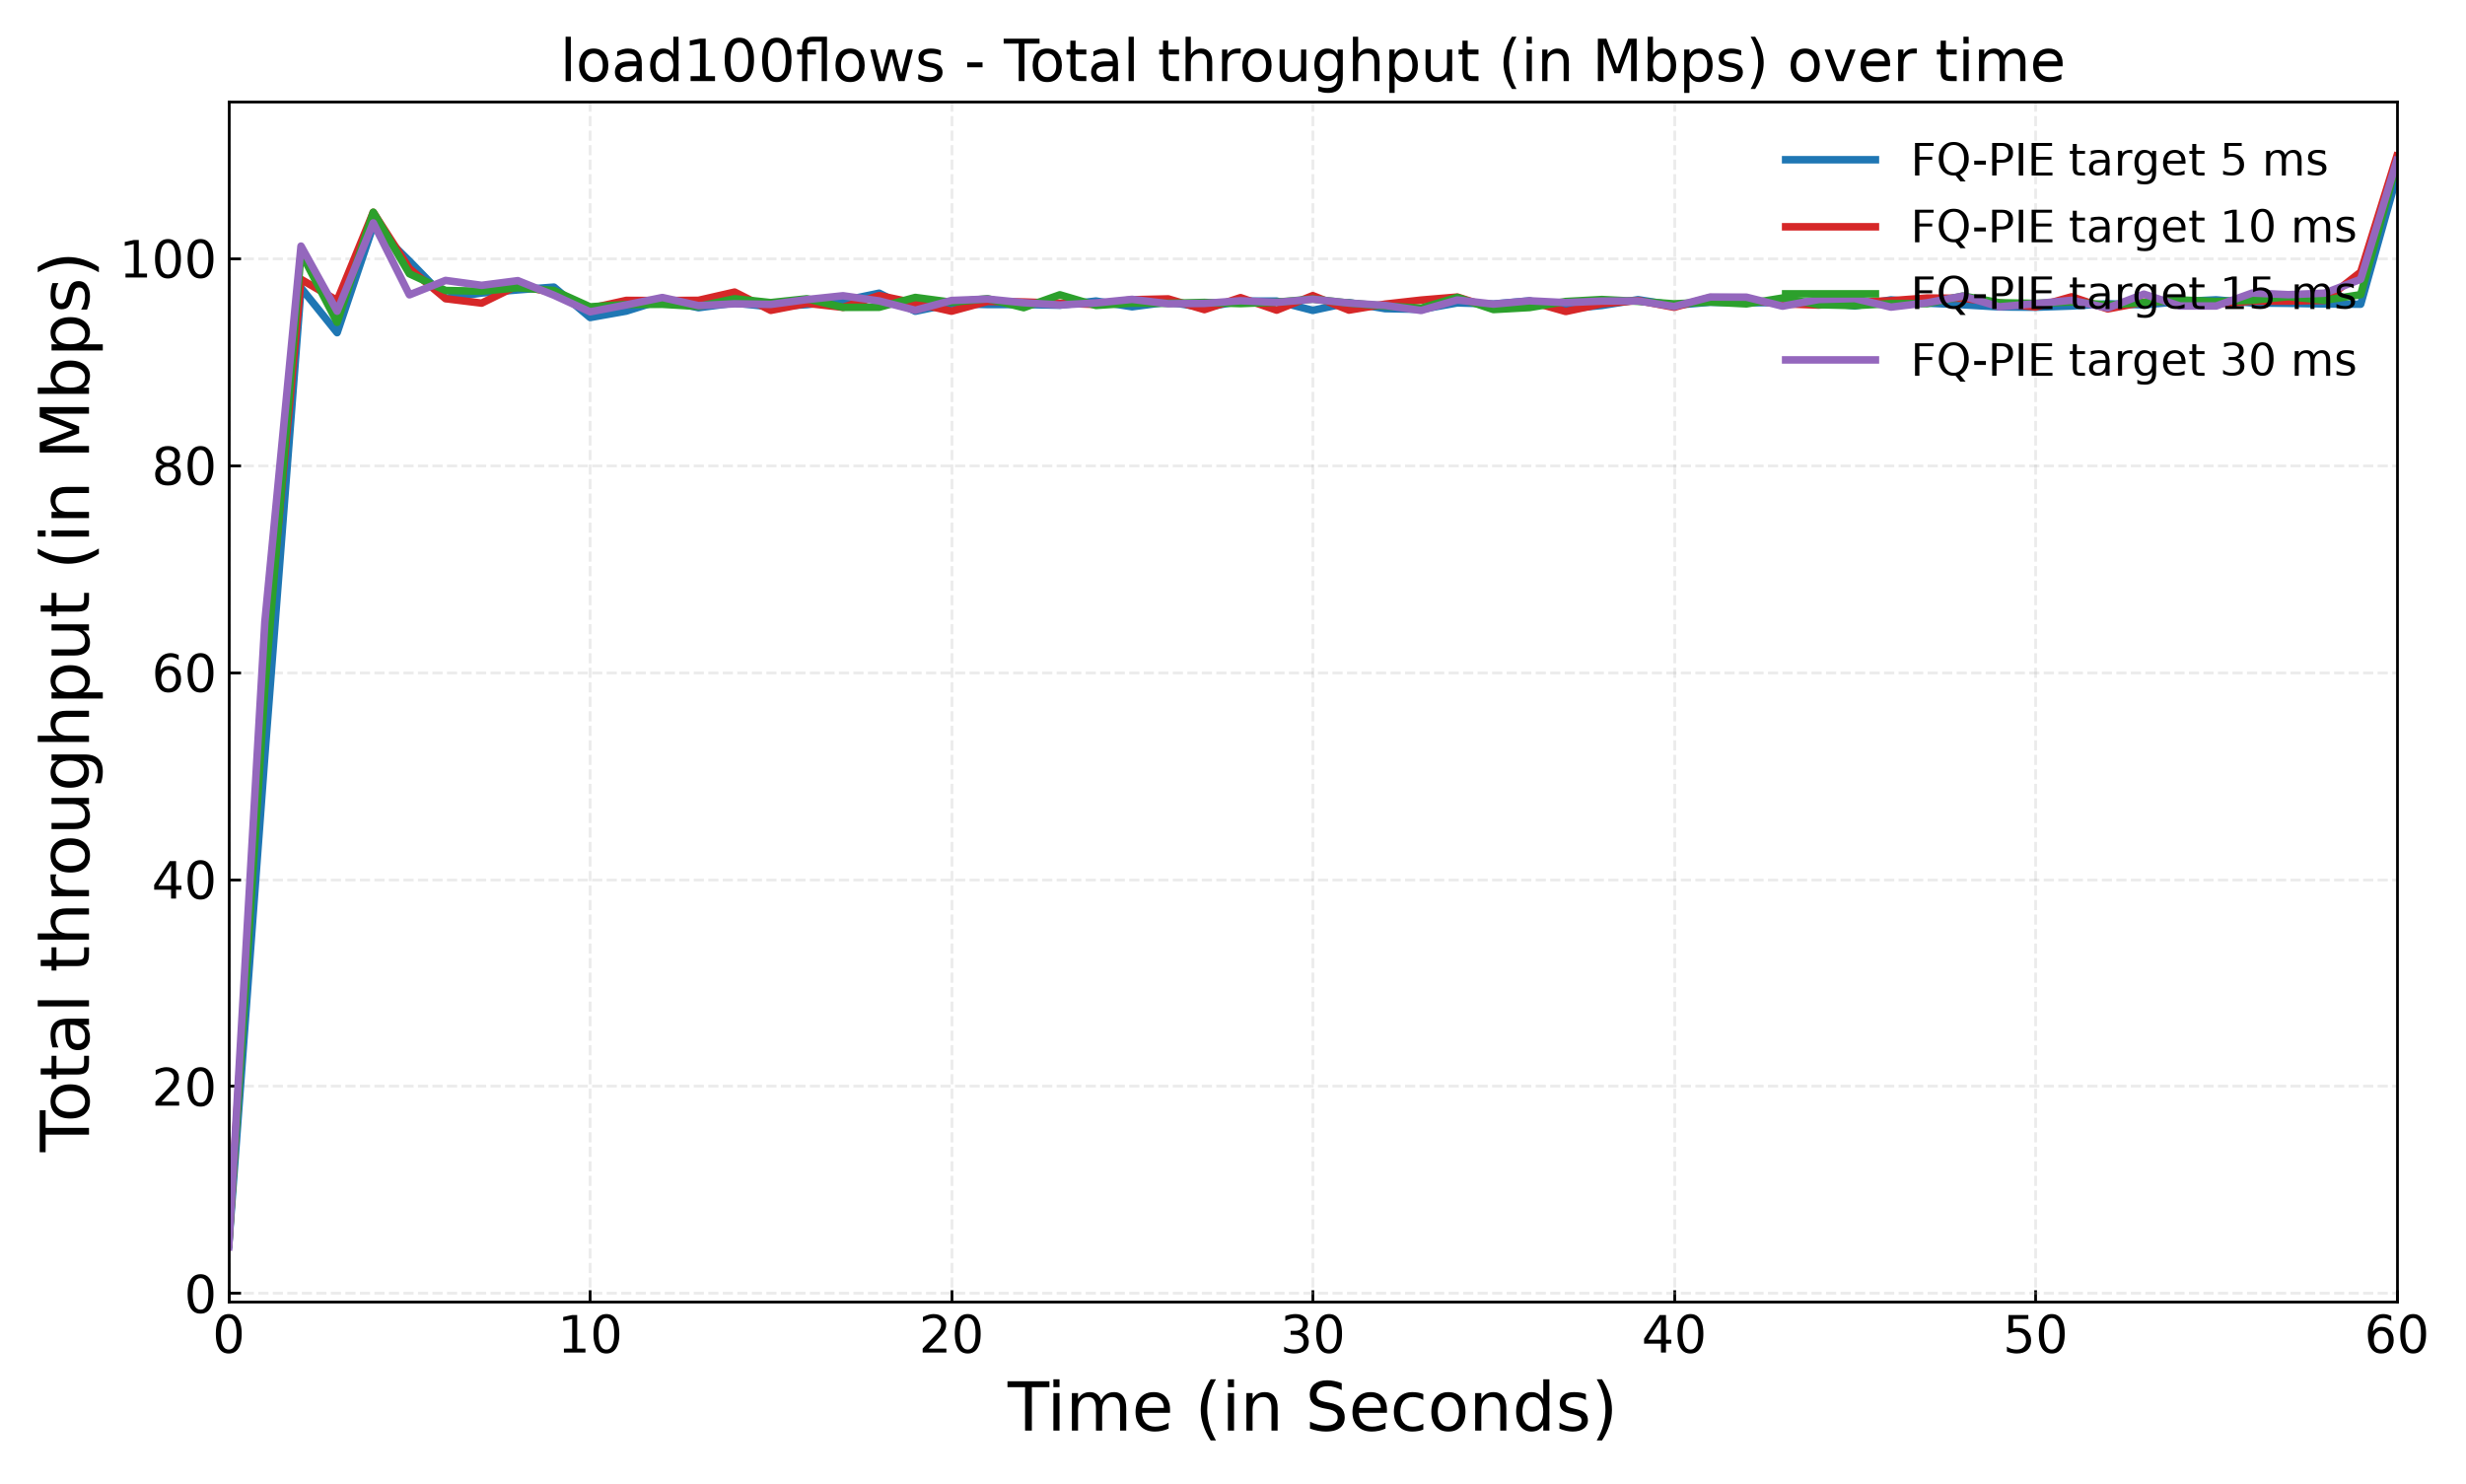 load100flows - Total throughput (in Mbps) over time
FQ-PIE target 5 ms
FQ-PIE target 10 ms
FQ-PIE target 15 ms
FQ-PIE target 30 ms
Total throughput (in Mbps)
100
80
60
40
20
0
0 10 20 30 40 50 60
Time (in Seconds)